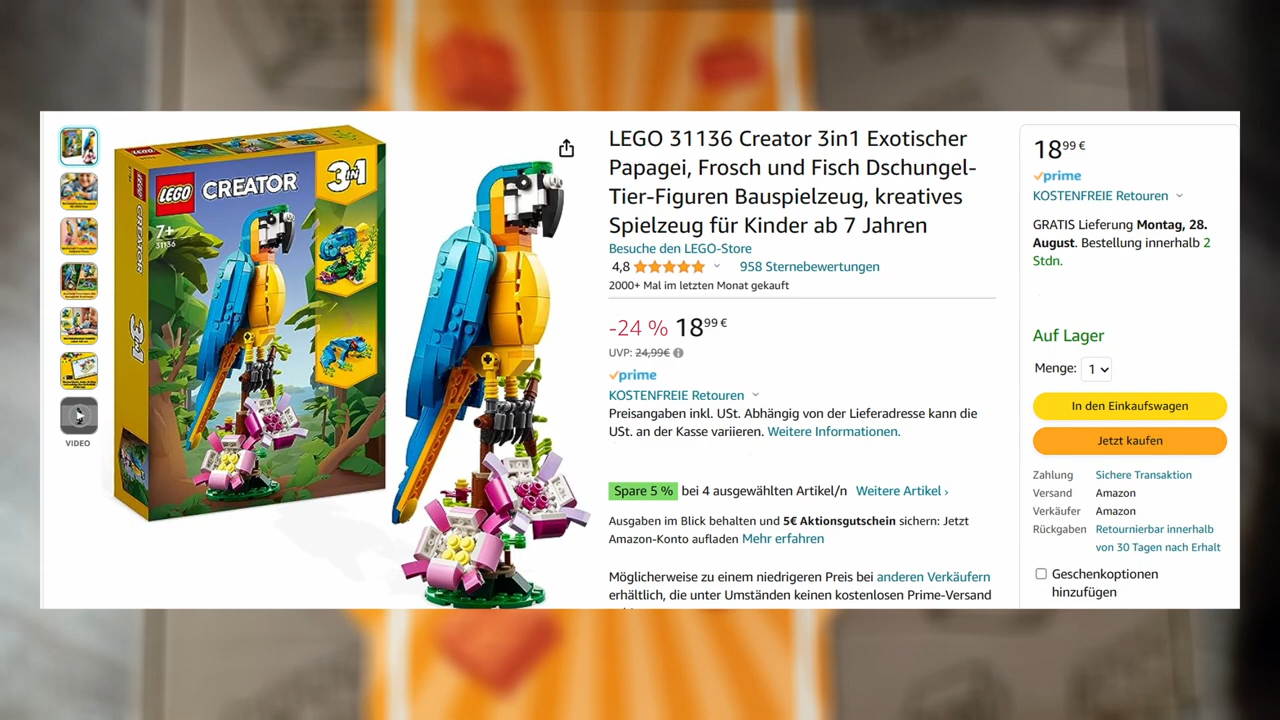 LEGO
CREATOR
3IN1
7+
31136
LEGO
CREATOR
3IN1
VIDEO
LEGO 31136 Creator 3in1 Exotischer
Papagei, Frosch und Fisch Dschungel-
Tier-Figuren Bauspielzeug, kreatives
Spielzeug für Kinder ab 7 Jahren
Besuche den LEGO-Store
4,8
958 Sternebewertungen
2000+ Mal im letzten Monat gekauft
-24 % 18⁹⁹€
UVP: 24,99€
prime
KOSTENFREIE Retouren
Preisangaben inkl. USt. Abhängig von der Lieferadresse kann die
USt. an der Kasse variieren. Weitere Informationen.
Spare 5 % bei 4 ausgewählten Artikel/n Weitere Artikel ›
Ausgaben im Blick behalten und 5€ Aktionsgutschein sichern: Jetzt
Amazon-Konto aufladen Mehr erfahren
Möglicherweise zu einem niedrigeren Preis bei anderen Verkäufern
erhältlich, die unter Umständen keinen kostenlosen Prime-Versand
18⁹⁹€
prime
KOSTENFREIE Retouren
GRATIS Lieferung Montag, 28.
August. Bestellung innerhalb 2
Stdn.
Auf Lager
Menge: 1
In den Einkaufswagen
Jetzt kaufen
Zahlung Sichere Transaktion
Versand Amazon
Verkäufer Amazon
Rückgaben Retournierbar innerhalb
von 30 Tagen nach Erhalt
Geschenkoptionen
hinzufügen